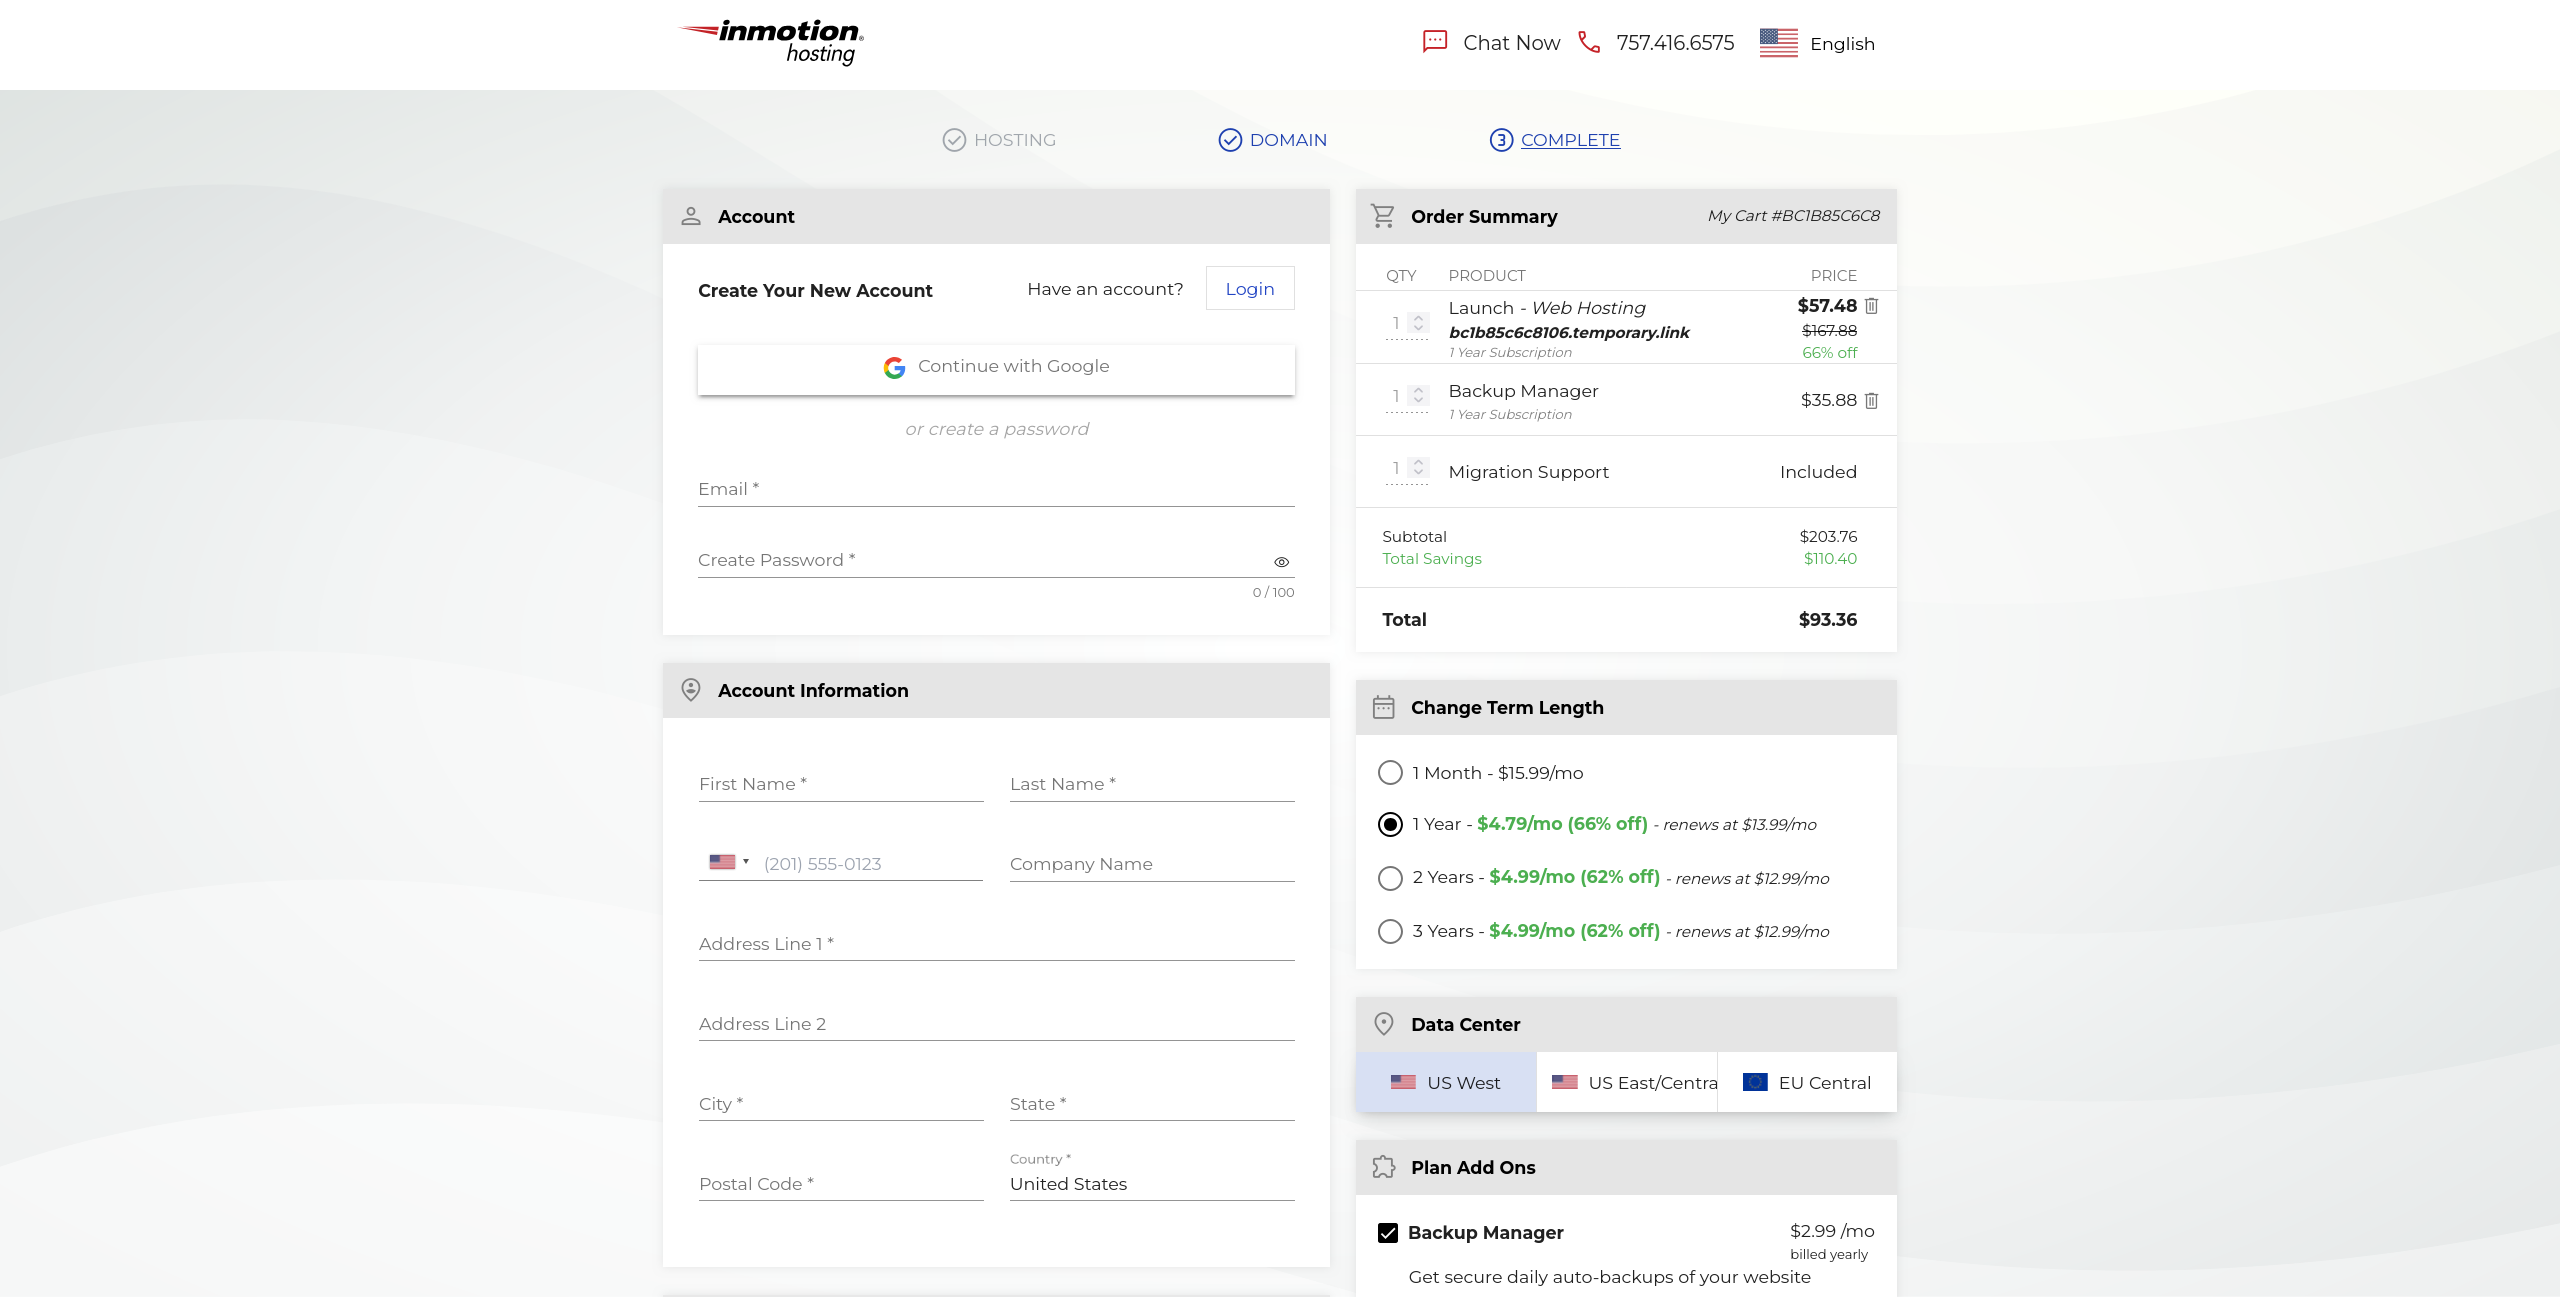 inmotion
hosting
Chat Now
757.416.6575
English
HOSTING
DOMAIN
3 COMPLETE
Account
Create Your New Account
Have an account?
Login
Continue with Google
or create a password
Email *
Create Password *
0 / 100
Account Information
First Name *
Last Name *
(201) 555-0123
Company Name
Address Line 1 *
Address Line 2
City *
State *
Postal Code *
Country *
United States
Order Summary
My Cart #BC1B85C6C8
QTY PRODUCT PRICE
1 Launch - Web Hosting $57.48
bc1b85c6c8106.temporary.link $167.88
1 Year Subscription 66% off
1 Backup Manager $35.88
1 Year Subscription
1 Migration Support Included
Subtotal $203.76
Total Savings $110.40
Total $93.36
Change Term Length
1 Month - $15.99/mo
1 Year - $4.79/mo (66% off) - renews at $13.99/mo
2 Years - $4.99/mo (62% off) - renews at $12.99/mo
3 Years - $4.99/mo (62% off) - renews at $12.99/mo
Data Center
US West
US East/Centra
EU Central
Plan Add Ons
Backup Manager $2.99 /mo
billed yearly
Get secure daily auto-backups of your website